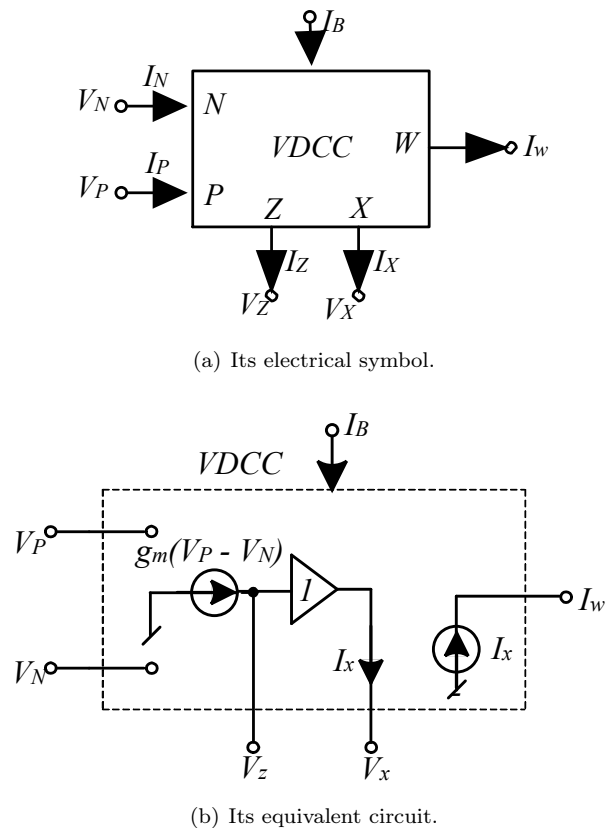 I_B
I_N
V_N
N
VDCC
W
I_w
I_P
V_P
P
Z
X
I_Z
I_X
V_Z
V_X
(a) Its electrical symbol.
I_B
VDCC
V_P
g_m(V_P - V_N)
1
I_w
I_x
I_x
V_N
V_z
V_x
(b) Its equivalent circuit.